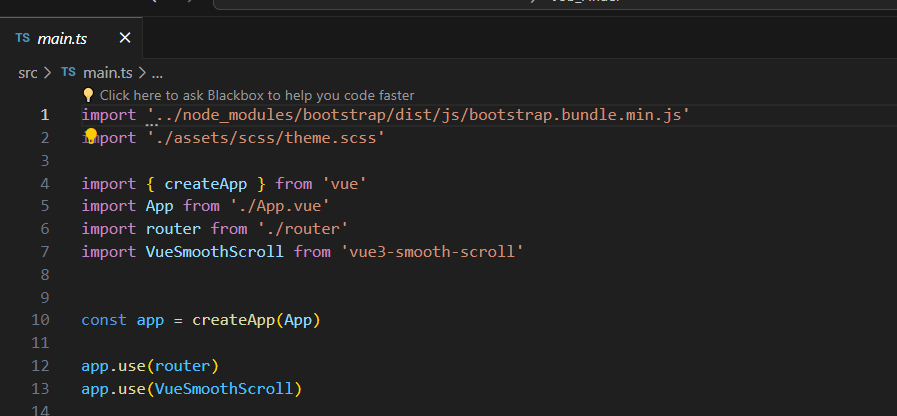 TS main.ts ×
src > TS main.ts > ...
Click here to ask Blackbox to help you code faster
1 import '../node_modules/bootstrap/dist/js/bootstrap.bundle.min.js'
2 import './assets/scss/theme.scss'
3
4 import { createApp } from 'vue'
5 import App from './App.vue'
6 import router from './router'
7 import VueSmoothScroll from 'vue3-smooth-scroll'
8
9
10 const app = createApp(App)
11
12 app.use(router)
13 app.use(VueSmoothScroll)
14